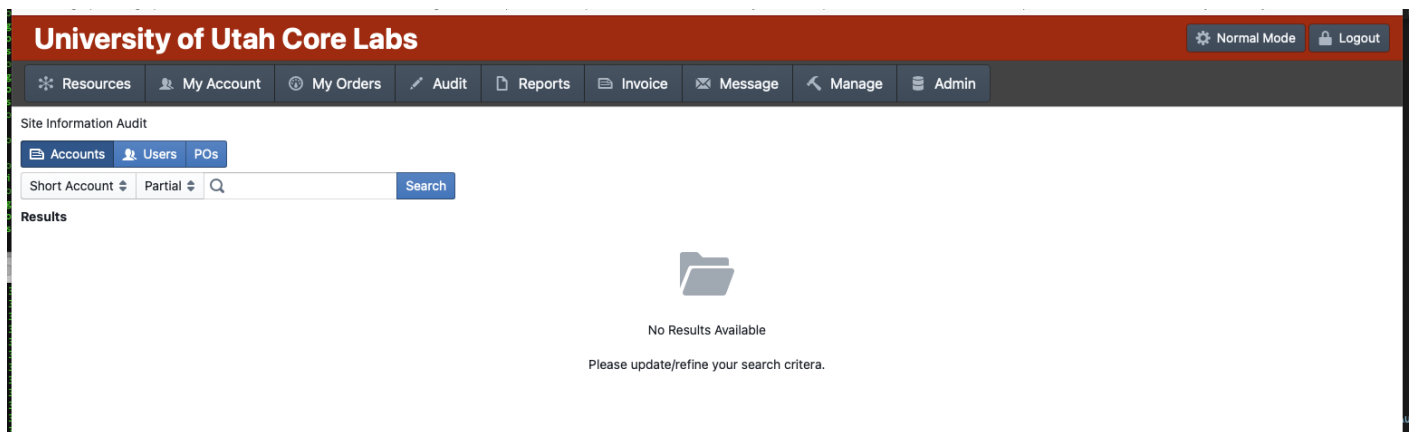 University of Utah Core Labs
Normal Mode
Logout
Resources
My Account
My Orders
Audit
Reports
Invoice
Message
Manage
Admin
Site Information Audit
Accounts
Users
POs
Short Account
Partial
Search
Results
No Results Available
Please update/refine your search critera.